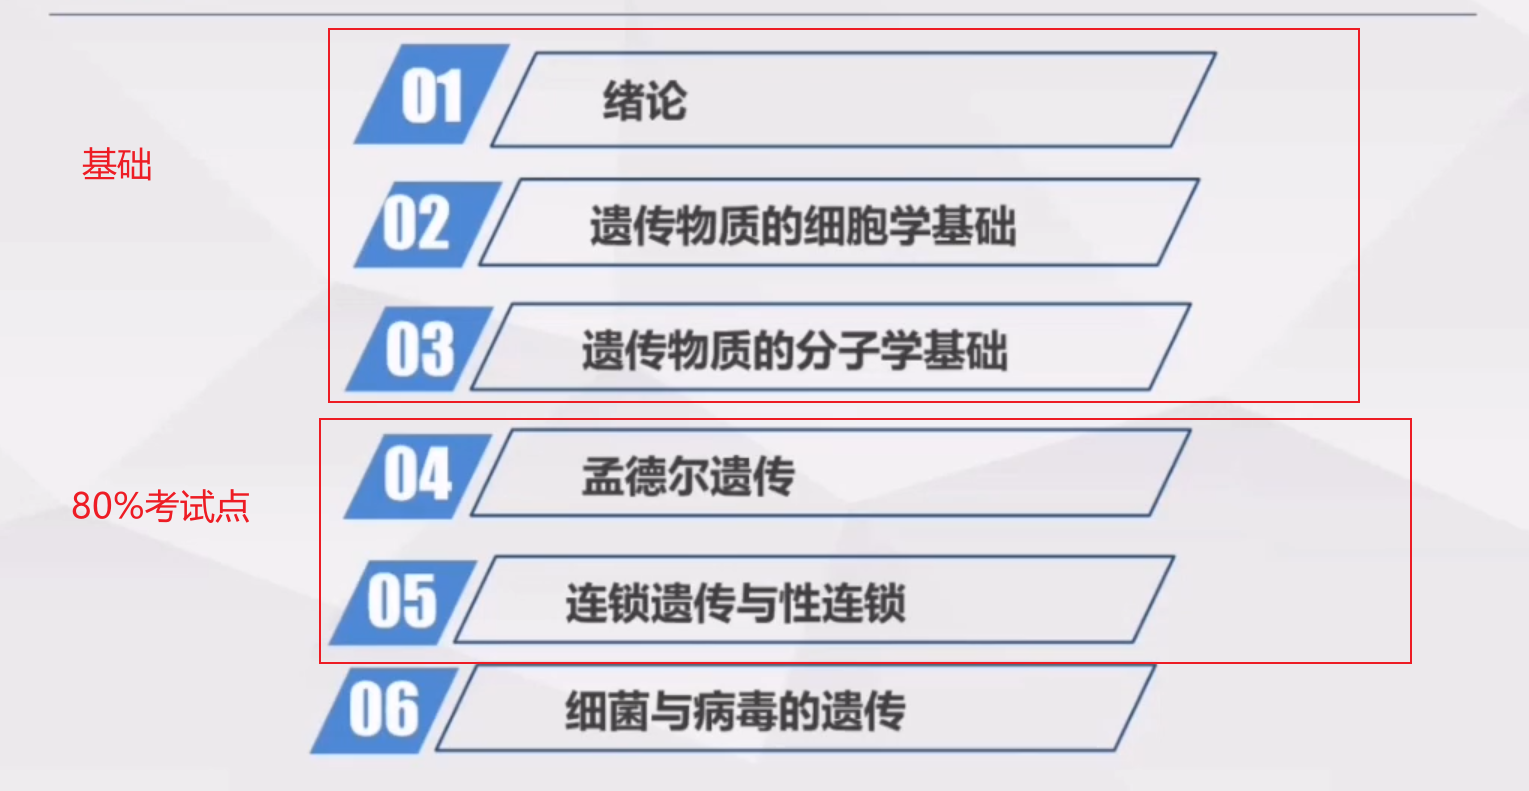 01 绪论
基础
02 遗传物质的细胞学基础
03 遗传物质的分子学基础
04 孟德尔遗传
80%考试点
05 连锁遗传与性连锁
06 细菌与病毒的遗传